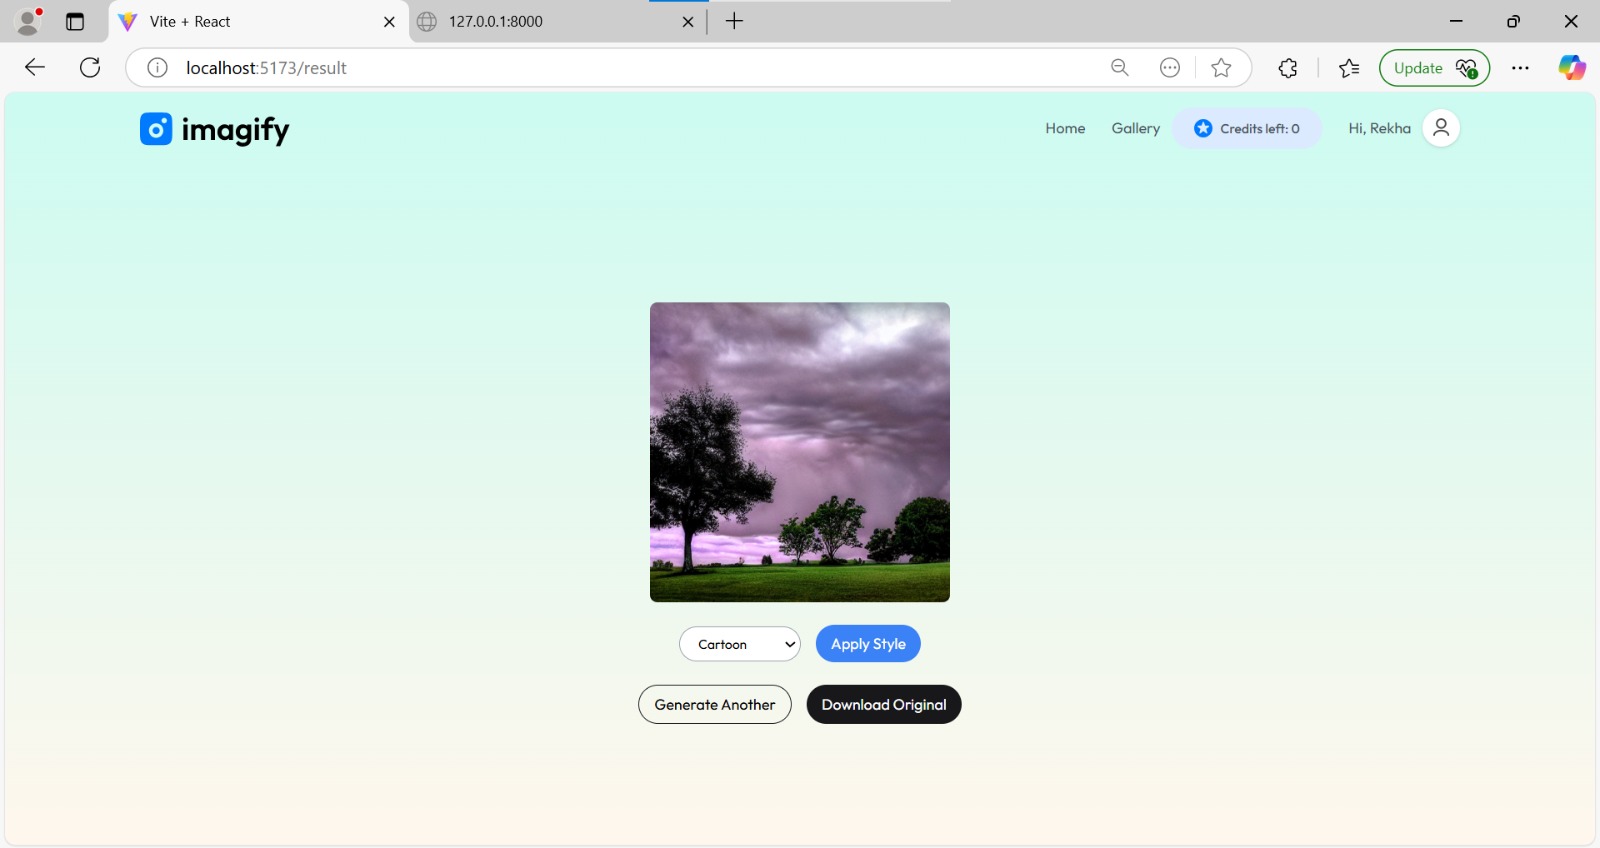 Vite + React
127.0.0.1:8000
localhost:5173/result
Update
imagify
Home
Gallery
Credits left: 0
Hi, Rekha
Cartoon
Apply Style
Generate Another
Download Original